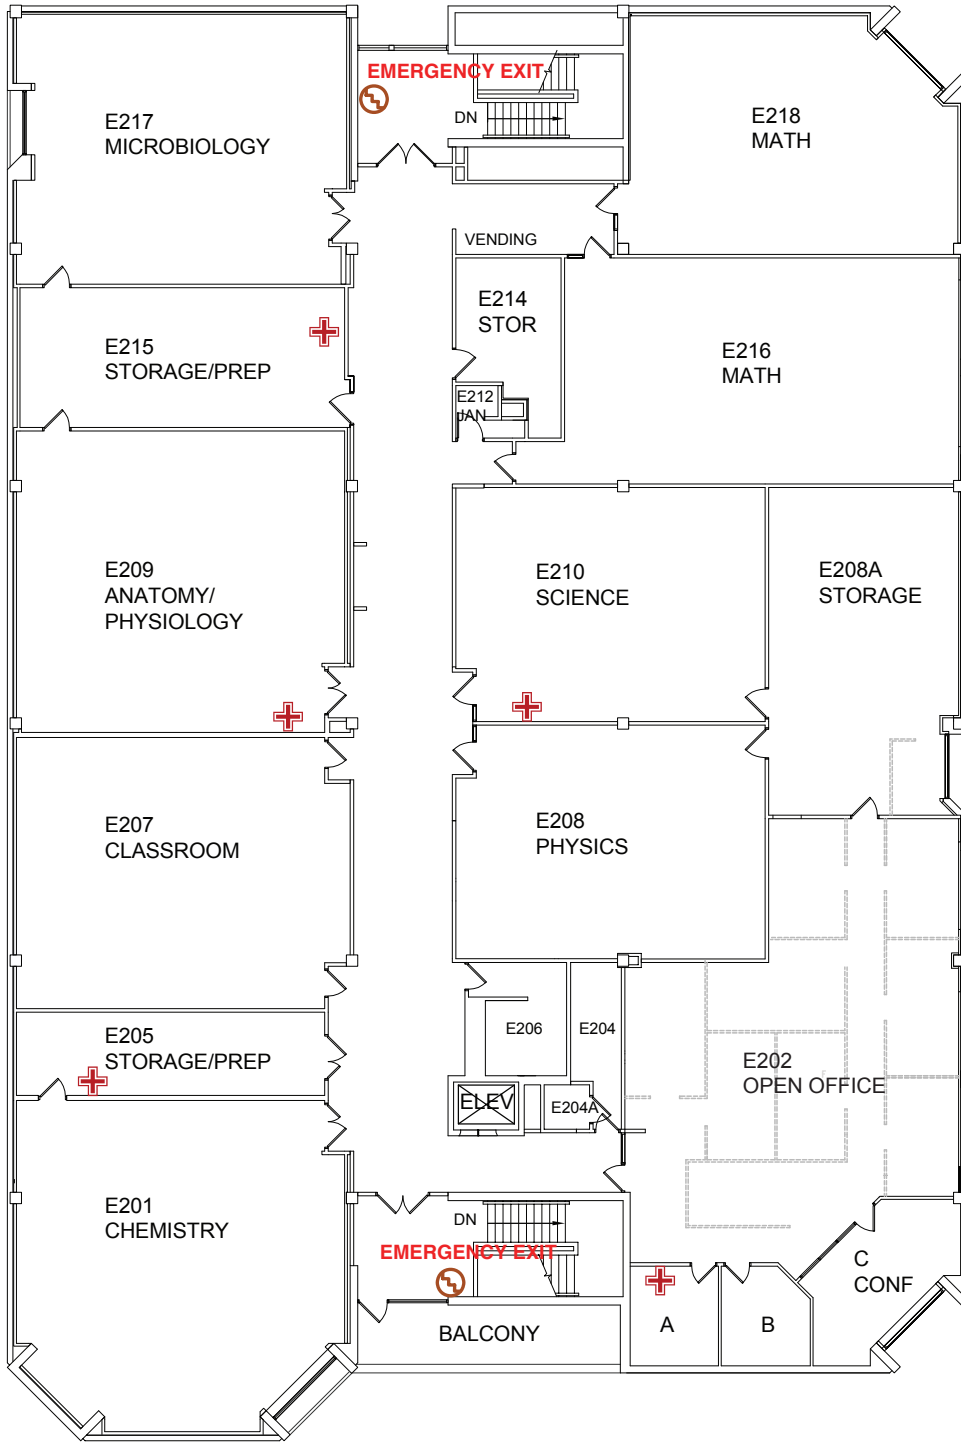 EMERGENCY EXIT
DN
E217
MICROBIOLOGY
E218
MATH
VENDING
E214
STOR
E215
STORAGE/PREP
E216
MATH
E212
JAN
E209
ANATOMY/
PHYSIOLOGY
E210
SCIENCE
E208A
STORAGE
E207
CLASSROOM
E208
PHYSICS
E205
STORAGE/PREP
E206
E204
E202
OPEN OFFICE
ELEV
E204A
E201
CHEMISTRY
DN
EMERGENCY EXIT
C
CONF
BALCONY
A
B